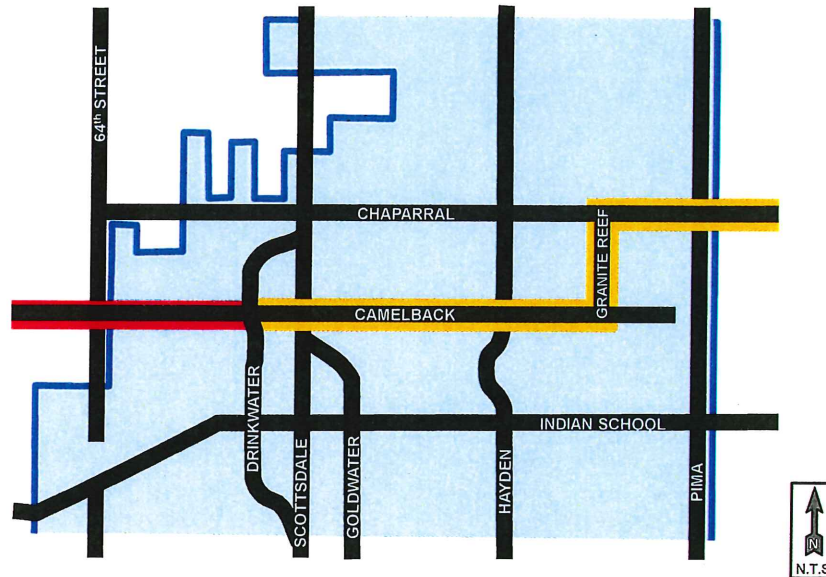 64th STREET
CHAPARRAL
GRANITE REEF
CAMELBACK
DRINKWATER
SCOTTSDALE
GOLDWATER
HAYDEN
INDIAN SCHOOL
PIMA
N
N.T.S